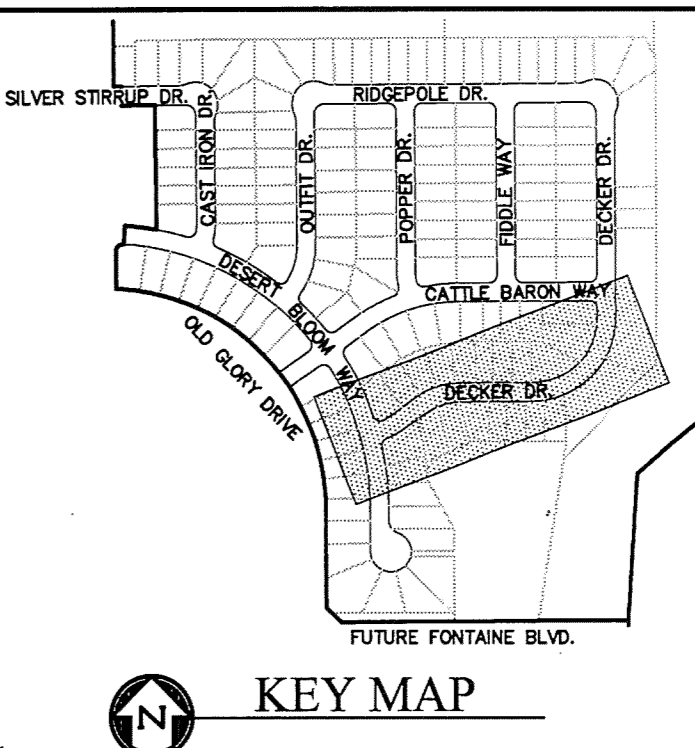 SILVER STIRRUP DR.
RIDGEPOLE DR.
CAST IRON DR.
OUTFIT DR.
POPPER DR.
FIDDLE WAY
DECKER DR.
DESERT BLOOM WAY
CATTLE BARON WAY
OLD GLORY DRIVE
DECKER DR.
FUTURE FONTAINE BLVD.
N
KEY MAP